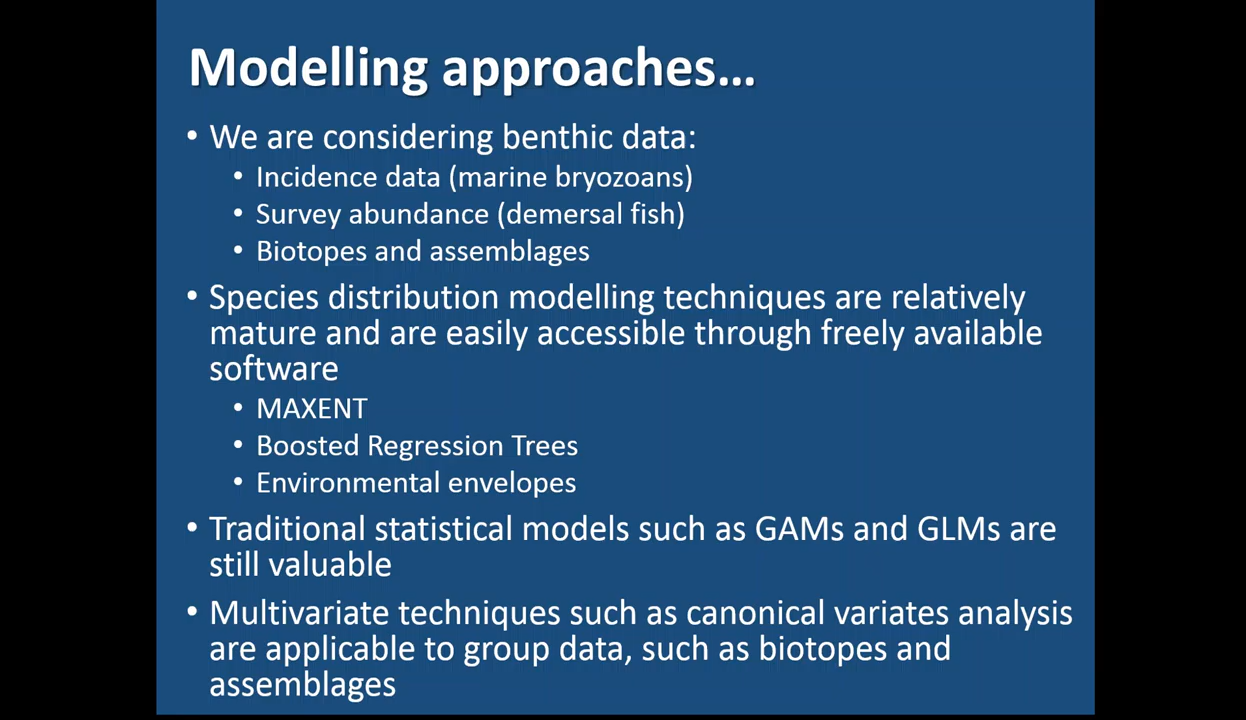 Modelling approaches...
• We are considering benthic data:
• Incidence data (marine bryozoans)
• Survey abundance (demersal fish)
• Biotopes and assemblages
• Species distribution modelling techniques are relatively
mature and are easily accessible through freely available
software
• MAXENT
• Boosted Regression Trees
• Environmental envelopes
• Traditional statistical models such as GAMs and GLMs are
still valuable
• Multivariate techniques such as canonical variates analysis
are applicable to group data, such as biotopes and
assemblages